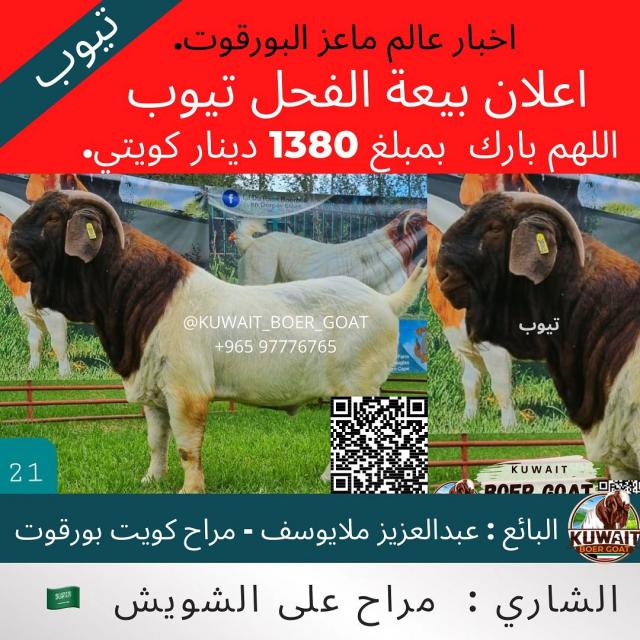 تيوب
اخبار عالم ماعز البورقوت.
اعلان بيعة الفحل تيوب
اللهم بارك بمبلغ 1380 دينار كويتي.
@KUWAIT_BOER_GOAT
+965 97776765
تيوب
21
KUWAIT
BOER GOAT
البائع : عبدالعزيز ملايوسف - مراح كويت بورقوت
KUWAIT
BOER GOAT
الشاري : مراح على الشويش